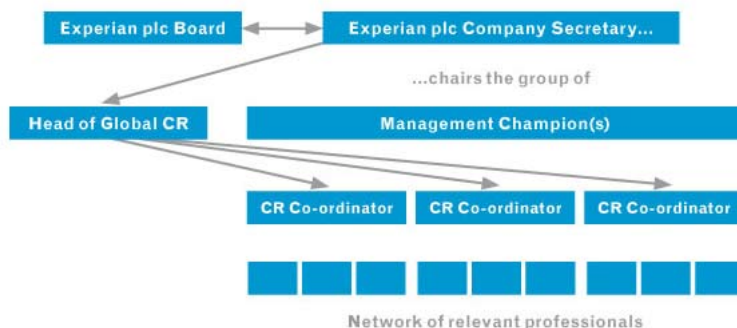 Experian plc Board
Experian plc Company Secretary...
...chairs the group of
Head of Global CR
Management Champion(s)
CR Co-ordinator
CR Co-ordinator
CR Co-ordinator
Network of relevant professionals